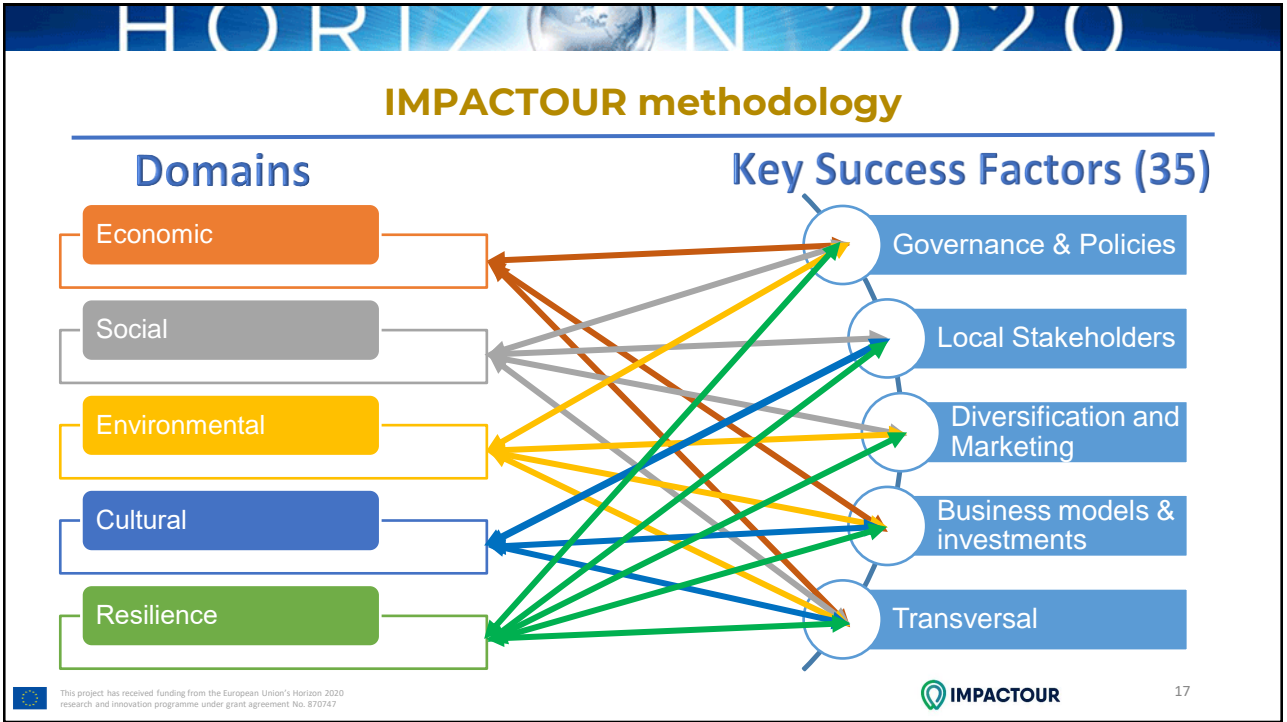 HORIZON 2020
IMPACTOUR methodology
Domains
Key Success Factors (35)
Economic
Social
Environmental
Cultural
Resilience
Governance & Policies
Local Stakeholders
Diversification and
Marketing
Business models &
investments
Transversal
This project has received funding from the European Union's Horizon 2020
research and innovation programme under grant agreement No. 870747
IMPACTOUR
17